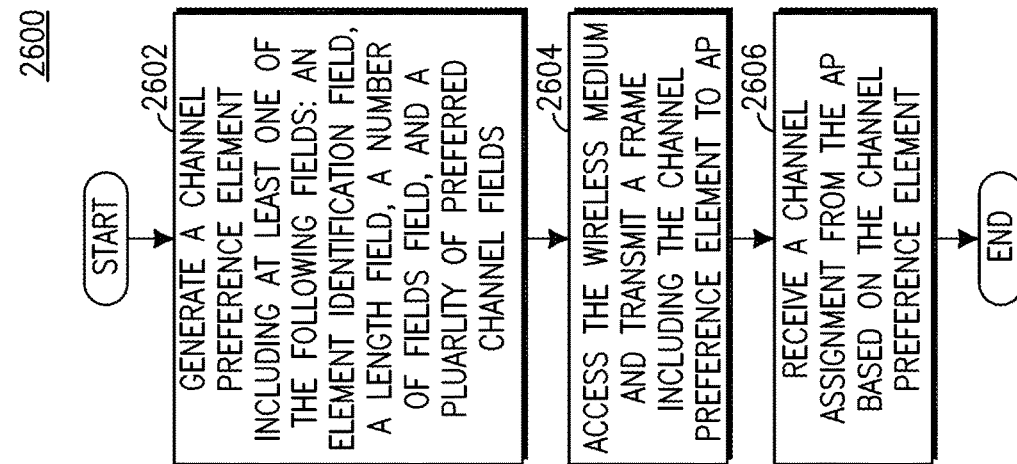 2600
START
2602
GENERATE A CHANNEL
PREFERENCE ELEMENT
INCLUDING AT LEAST ONE OF
THE FOLLOWING FIELDS: AN
ELEMENT IDENTIFICATION FIELD,
A LENGTH FIELD, A NUMBER
OF FIELDS FIELD, AND A
PLUARLITY OF PREFERRED
CHANNEL FIELDS
2604
ACCESS THE WIRELESS MEDIUM
AND TRANSMIT A FRAME
INCLUDING THE CHANNEL
PREFERENCE ELEMENT TO AP
2606
RECEIVE A CHANNEL
ASSIGNMENT FROM THE AP
BASED ON THE CHANNEL
PREFERENCE ELEMENT
END